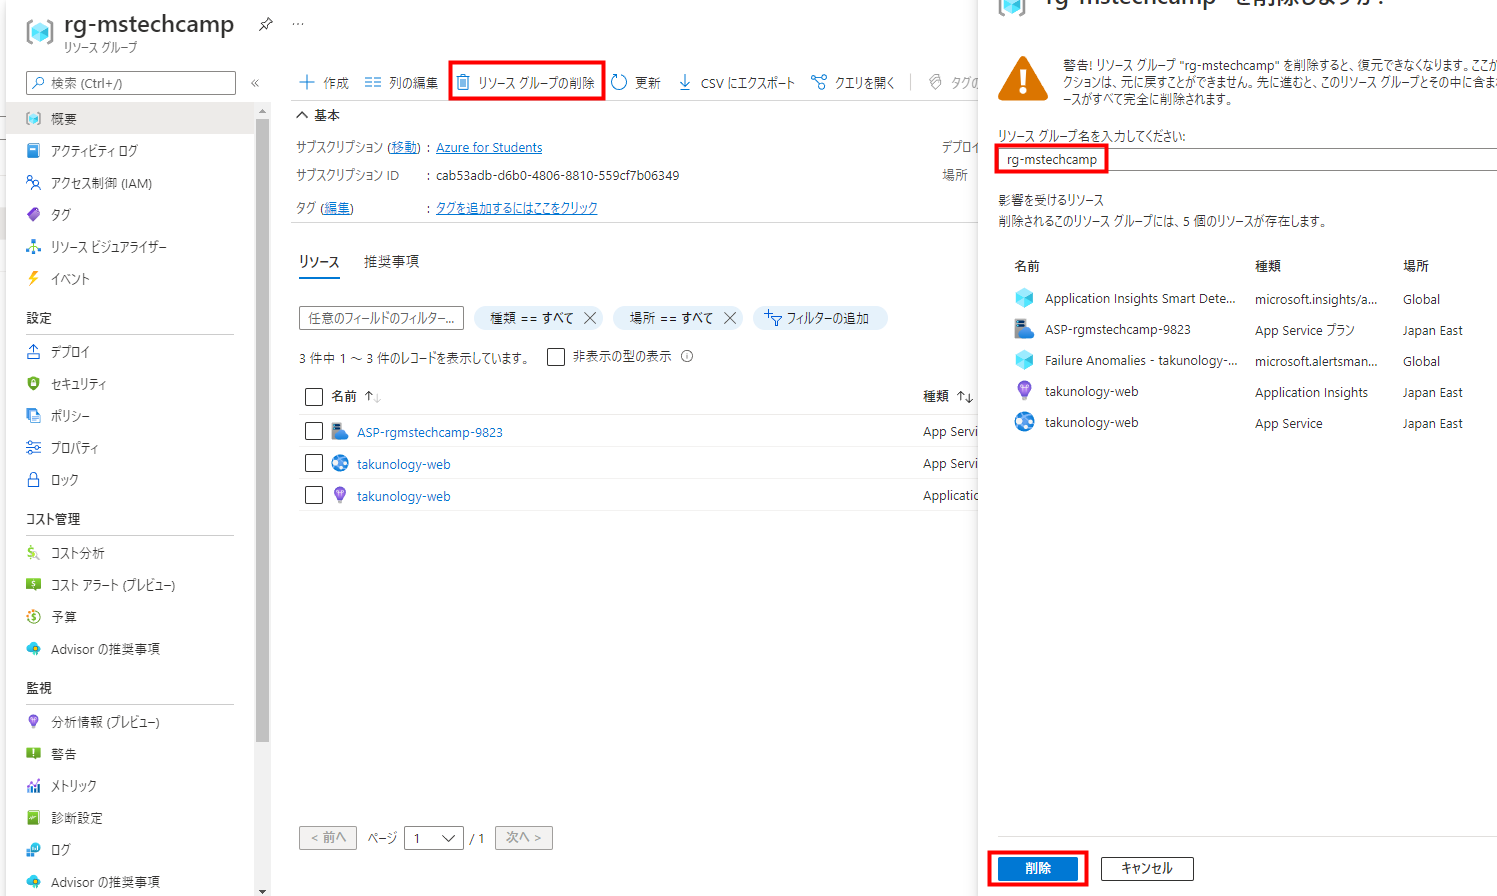 rg-mstechcamp
リソース グループ
検索 (Ctrl+/)
概要
アクティビティ ログ
アクセス制御 (IAM)
タグ
リソース ビジュアライザー
イベント
設定
デプロイ
セキュリティ
ポリシー
プロパティ
ロック
コスト管理
コスト分析
コスト アラート (プレビュー)
予算
Advisor の推奨事項
監視
分析情報 (プレビュー)
警告
メトリック
診断設定
ログ
Advisor の推奨事項
作成 列の編集 リソース グループの削除 更新 CSV にエクスポート クエリを開く タグの
基本
サブスクリプション (移動) : Azure for Students
サブスクリプション ID : cab53adb-d6b0-4806-8810-559cf7b06349
タグ (編集) : タグを追加するにはここをクリック
デプロイ
場所
リソース 推奨事項
任意のフィールドのフィルター... 種類 == すべて 場所 == すべて フィルターの追加
3 件中 1 ～ 3 件のレコードを表示しています。 非表示の型の表示
名前 ↑↓ 種類 ↑↓
ASP-rgmstechcamp-9823 App Servi
takunology-web App Servi
takunology-web Applicatio
< 前へ ページ 1 / 1 次へ >
rg-mstechcamp" を削除しますか?
警告! リソース グループ "rg-mstechcamp" を削除すると、復元できなくなります。ここが
クションは、元に戻すことができません。先に進むと、このリソース グループとその中に含ま
ースがすべて完全に削除されます。
リソース グループ名を入力してください:
rg-mstechcamp
影響を受けるリソース
削除されるこのリソース グループには、5 個のリソースが存在します。
名前 種類 場所
Application Insights Smart Dete... microsoft.insights/a... Global
ASP-rgmstechcamp-9823 App Service プラン Japan East
Failure Anomalies - takunology-... microsoft.alertsman... Global
takunology-web Application Insights Japan East
takunology-web App Service Japan East
削除 キャンセル